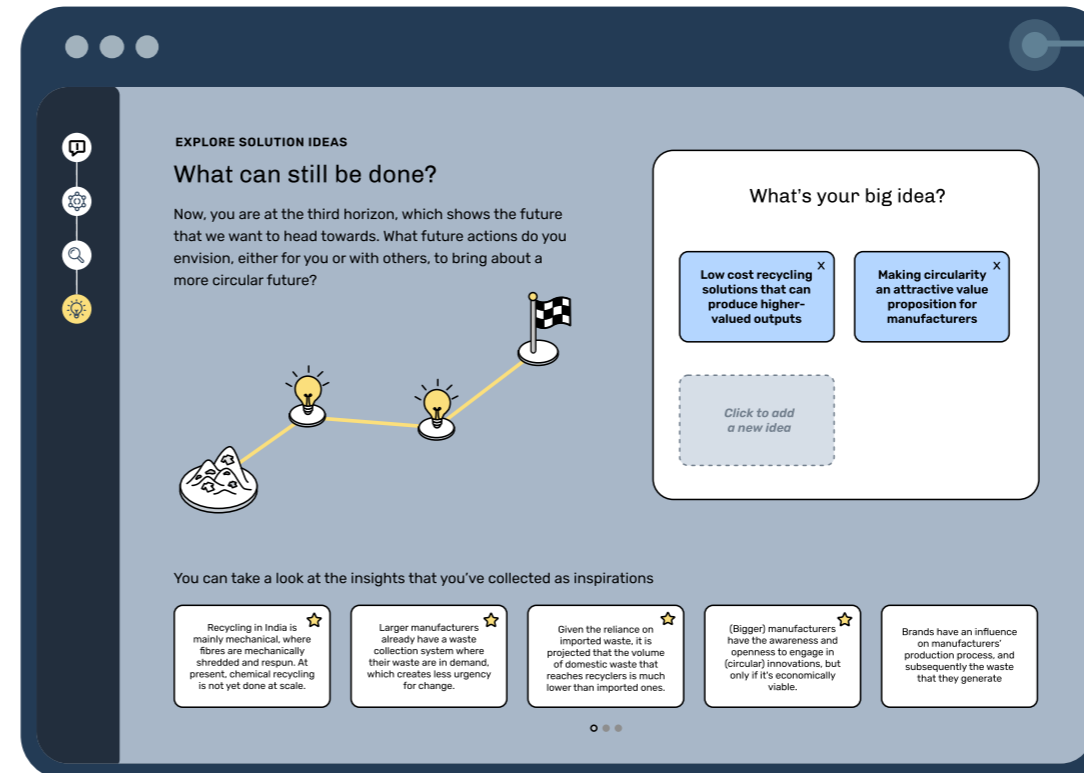 EXPLORE SOLUTION IDEAS
What can still be done?
Now, you are at the third horizon, which shows the future
that we want to head towards. What future actions do you
envision, either for you or with others, to bring about a
more circular future?
What's your big idea?
x
Low cost recycling
solutions that can
produce higher-
valued outputs
x
Making circularity
an attractive value
proposition for
manufacturers
Click to add
a new idea
You can take a look at the insights that you've collected as inspirations
Recycling in India is
mainly mechanical, where
fibres are mechanically
shredded and respun. At
present, chemical recycling
is not yet done at scale.
Larger manufacturers
already have a waste
collection system where
their waste are in demand,
which creates less urgency
for change.
Given the reliance on
imported waste, it is
projected that the volume
of domestic waste that
reaches recyclers is much
lower than imported ones.
(Bigger) manufacturers
have the awareness and
openness to engage in
(circular) innovations, but
only if it's economically
viable.
Brands have an influence
on manufacturers'
production process, and
subsequently the waste
that they generate